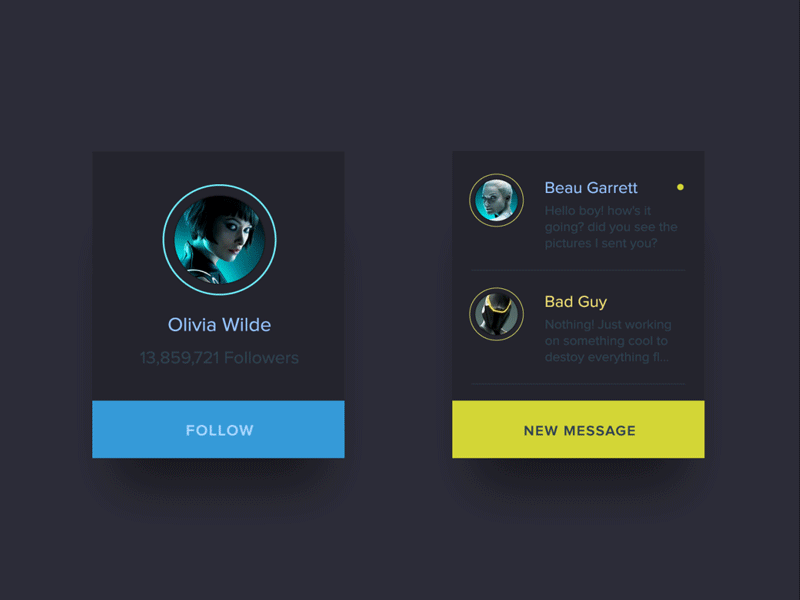 Olivia Wilde
13,859,721 Followers
FOLLOW
Beau Garrett
Hello boy! how's it
going? did you see the
pictures I sent you?
Bad Guy
Nothing! Just working
on something cool to
destoy everything fl...
NEW MESSAGE